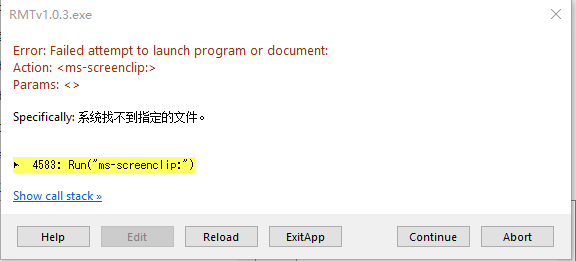 RMTv1.0.3.exe
Error: Failed attempt to launch program or document:
Action: <ms-screenclip:>
Params: <>
Specifically: 系统找不到指定的文件。
▶ 4583: Run("ms-screenclip:")
Show call stack »
Help Edit Reload ExitApp Continue Abort